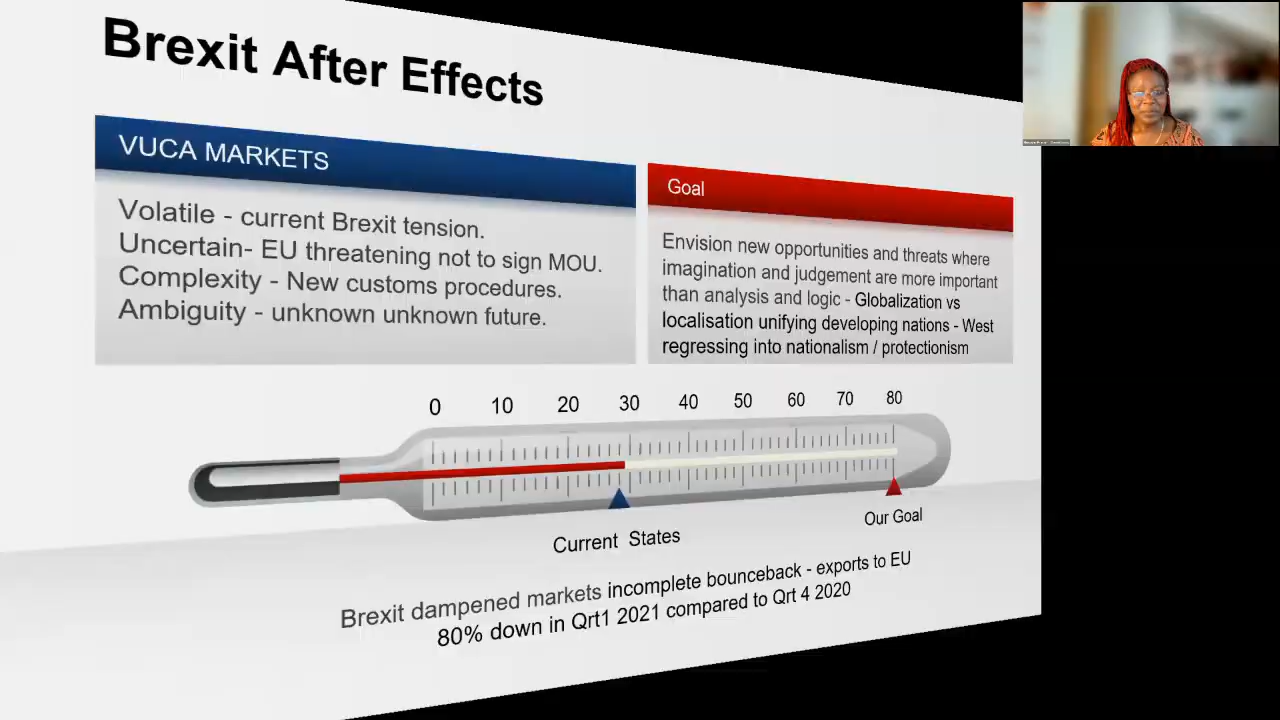 Brexit After Effects
VUCA MARKETS
Volatile - current Brexit tension.
Uncertain- EU threatening not to sign MOU.
Complexity - New customs procedures.
Ambiguity - unknown unknown future.
Goal
Envision new opportunities and threats where
imagination and judgement are more important
than analysis and logic - Globalization vs
localisation unifying developing nations - West
regressing into nationalism / protectionism
0 10 20 30 40 50 60 70 80
Current States
Our Goal
Brexit dampened markets incomplete bounceback - exports to EU
80% down in Qrt1 2021 compared to Qrt 4 2020